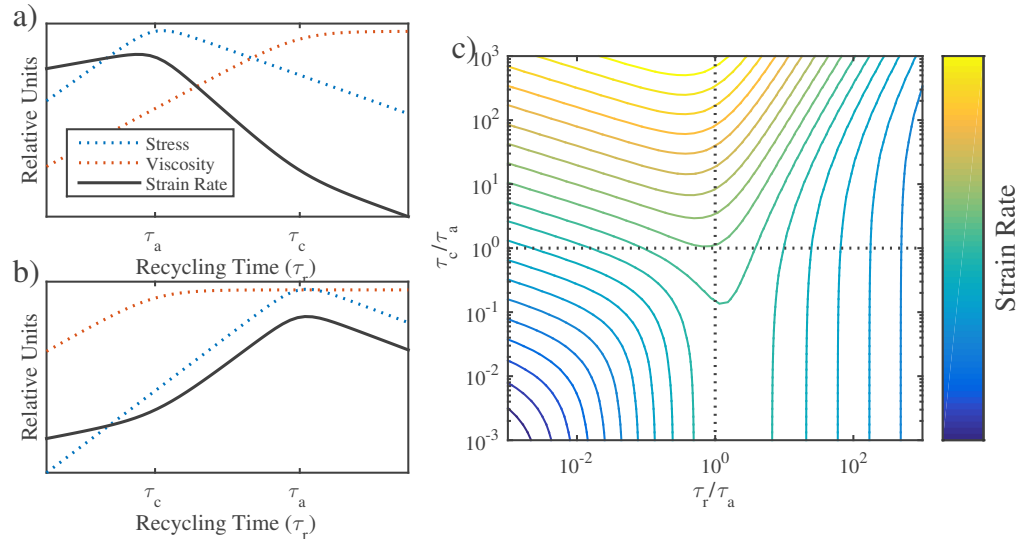 a)
Relative Units
Stress
Viscosity
Strain Rate
τa
τc
Recycling Time (τr)
b)
Relative Units
τc
τa
Recycling Time (τr)
c)
τc/τa
10^3
10^2
10^1
10^0
10^-1
10^-2
10^-3
10^-2
10^0
10^2
τr/τa
Strain Rate